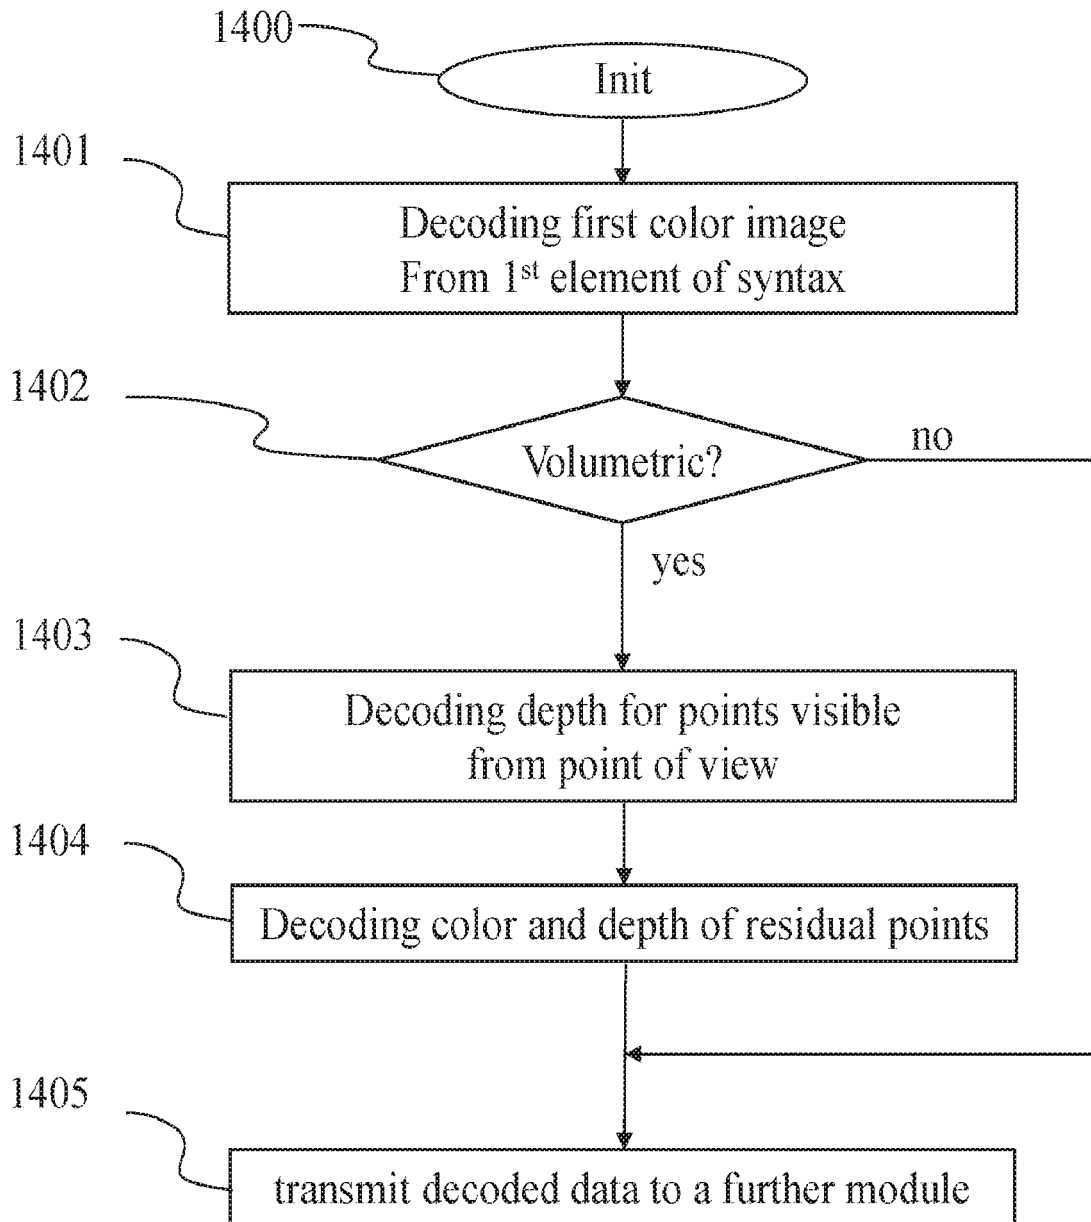 1400
Init
1401
Decoding first color image
From 1st element of syntax
1402
Volumetric?
no
yes
1403
Decoding depth for points visible
from point of view
1404
Decoding color and depth of residual points
1405
transmit decoded data to a further module